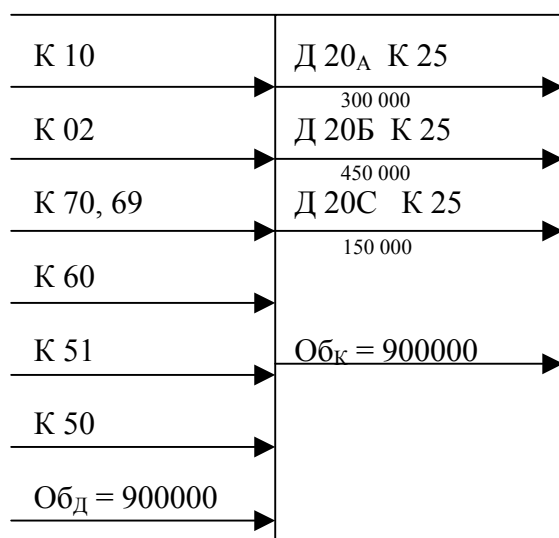 К 10
Д 20А К 25
300 000
К 02
Д 20Б К 25
450 000
К 70, 69
Д 20С К 25
150 000
К 60
К 51
ОбК = 900000
К 50
ОбД = 900000